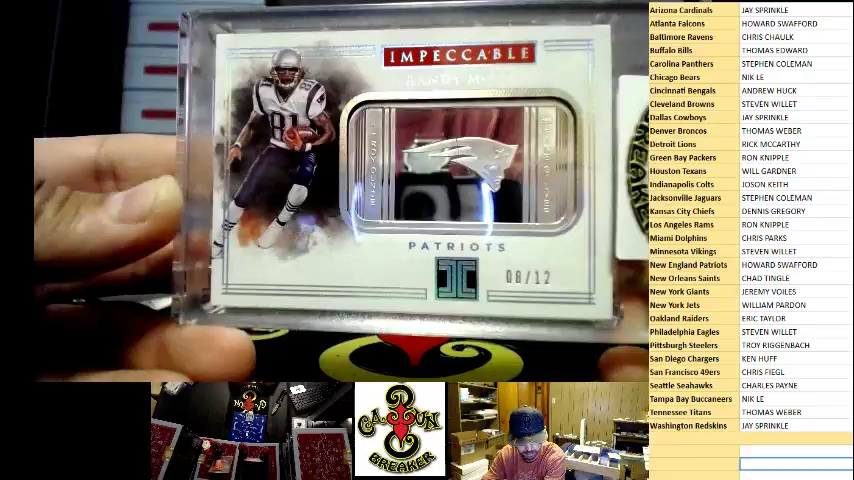 IMPECCABLE
RANDY M
81
PATRIOTS
08/12
CAJUN
BREAKER
Arizona Cardinals JAY SPRINKLE
Atlanta Falcons HOWARD SWAFFORD
Baltimore Ravens CHRIS CHAULK
Buffalo Bills THOMAS EDWARD
Carolina Panthers STEPHEN COLEMAN
Chicago Bears NIK LE
Cincinnati Bengals ANDREW HUCK
Cleveland Browns STEVEN WILLET
Dallas Cowboys JAY SPRINKLE
Denver Broncos THOMAS WEBER
Detroit Lions RICK MCCARTHY
Green Bay Packers RON KNIPPLE
Houston Texans WILL GARDNER
Indianapolis Colts JOSON KEITH
Jacksonville Jaguars STEPHEN COLEMAN
Kansas City Chiefs DENNIS GREGORY
Los Angeles Rams RON KNIPPLE
Miami Dolphins CHRIS PARKS
Minnesota Vikings STEVEN WILLET
New England Patriots HOWARD SWAFFORD
New Orleans Saints CHAD TINGLE
New York Giants JEREMY VOILES
New York Jets WILLIAM PARDON
Oakland Raiders ERIC TAYLOR
Philadelphia Eagles STEVEN WILLET
Pittsburgh Steelers TROY RIGGENBACH
San Diego Chargers KEN HUFF
San Francisco 49ers CHRIS FIEGL
Seattle Seahawks CHARLES PAYNE
Tampa Bay Buccaneers NIK LE
Tennessee Titans THOMAS WEBER
Washington Redskins JAY SPRINKLE